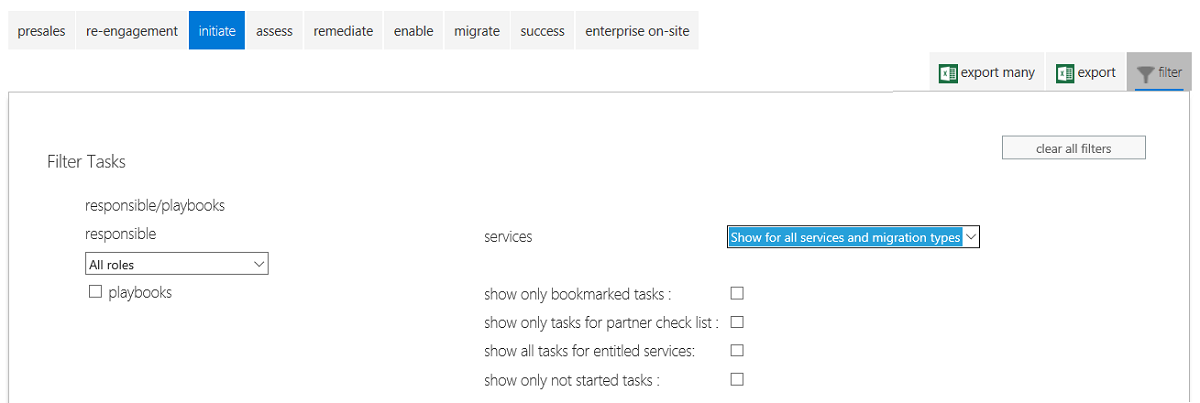 presales re-engagement initiate assess remediate enable migrate success enterprise on-site
export many export filter
clear all filters
Filter Tasks
responsible/playbooks
responsible
services Show for all services and migration types
All roles
playbooks
show only bookmarked tasks :
show only tasks for partner check list :
show all tasks for entitled services:
show only not started tasks :